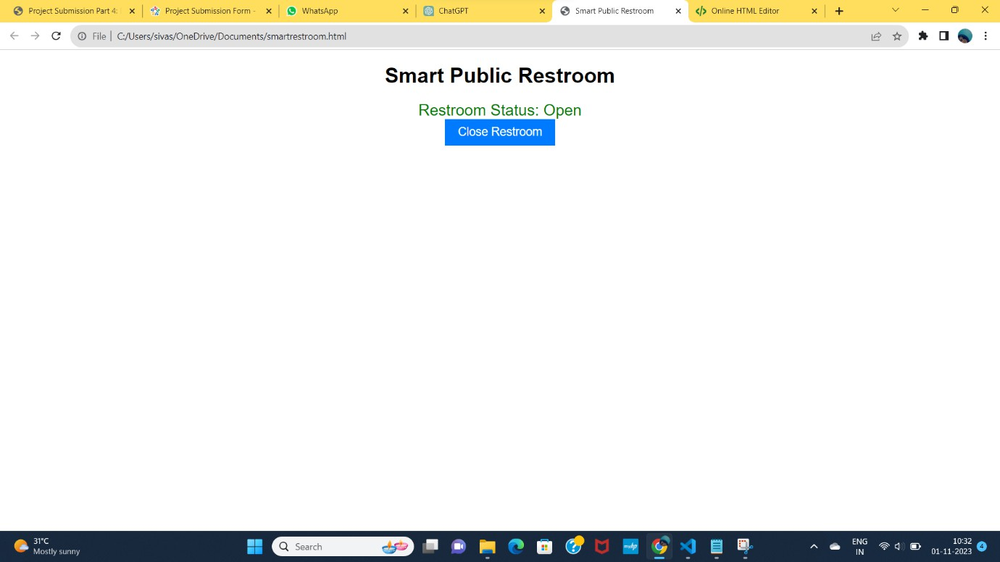 Project Submission Part 4:
Project Submission Form -
WhatsApp
ChatGPT
Smart Public Restroom
Online HTML Editor
File
C:/Users/sivas/OneDrive/Documents/smartrestroom.html
Smart Public Restroom
Restroom Status: Open
Close Restroom
31°C
Mostly sunny
Search
myhp
ENG
IN
10:32
01-11-2023
4